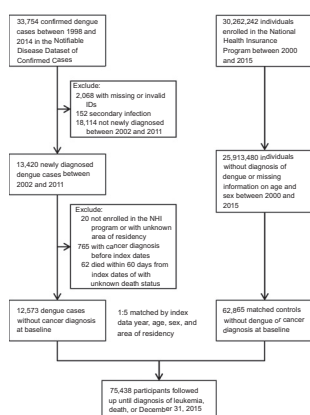 33,754 confirmed dengue
cases between 1998 and
2014 in the Notifiable
Disease Dataset of
Confirmed Cases
30,262,242 individuals
enrolled in the National
Health Insurance
Program between 2000
and 2015
Exclude:
2,068 with missing or invalid
IDs
152 secondary infection
18,114 not newly diagnosed
between 2002 and 2011
13,420 newly diagnosed
dengue cases between
2002 and 2011
25,913,480 individuals
without diagnosis of
dengue or missing
information on age and
sex between 2000 and
2015
Exclude:
20 not enrolled in the NHI
program or with unknown
area of residency
765 with cancer diagnosis
before index dates
62 died within 60 days from
index dates of with
unknown death status
12,573 dengue cases
without cancer diagnosis
at baseline
1:5 matched by index
data year, age, sex, and
area of residency
62,865 matched controls
without dengue or cancer
diagnosis at baseline
75,438 participants followed
up until diagnosis of leukemia,
death, or December 31, 2015